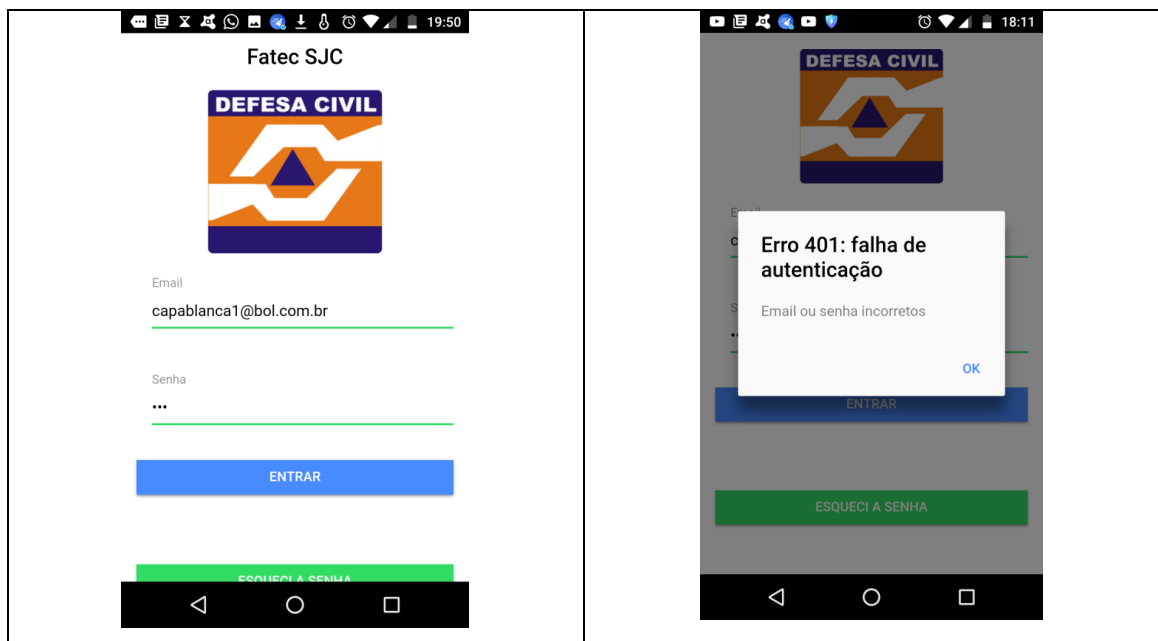 19:50
Fatec SJC
DEFESA CIVIL
Email
capablanca1@bol.com.br
Senha
•••
ENTRAR
ESQUECI A SENHA
18:11
DEFESA CIVIL
Erro 401: falha de
autenticação
Email ou senha incorretos
OK
ENTRAR
ESQUECI A SENHA